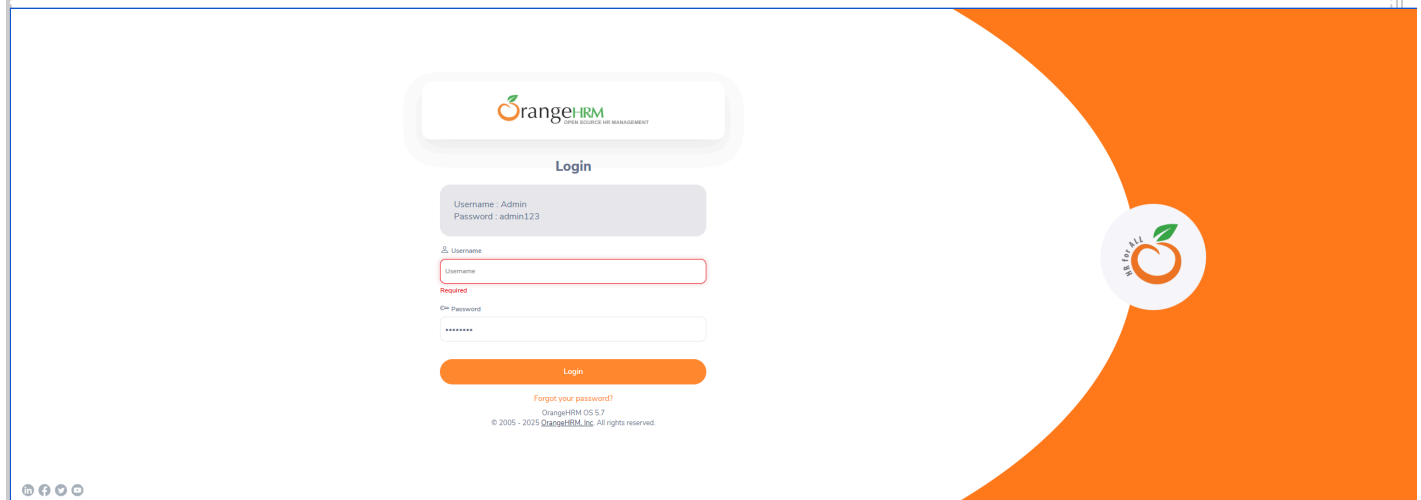 OrangeHRM
OPEN SOURCE HR MANAGEMENT
Login
Username : Admin
Password : admin123
Username
Username
Required
Password
••••••••
Login
Forgot your password?
OrangeHRM OS 5.7
© 2005 - 2025 OrangeHRM, Inc. All rights reserved.
HR for ALL